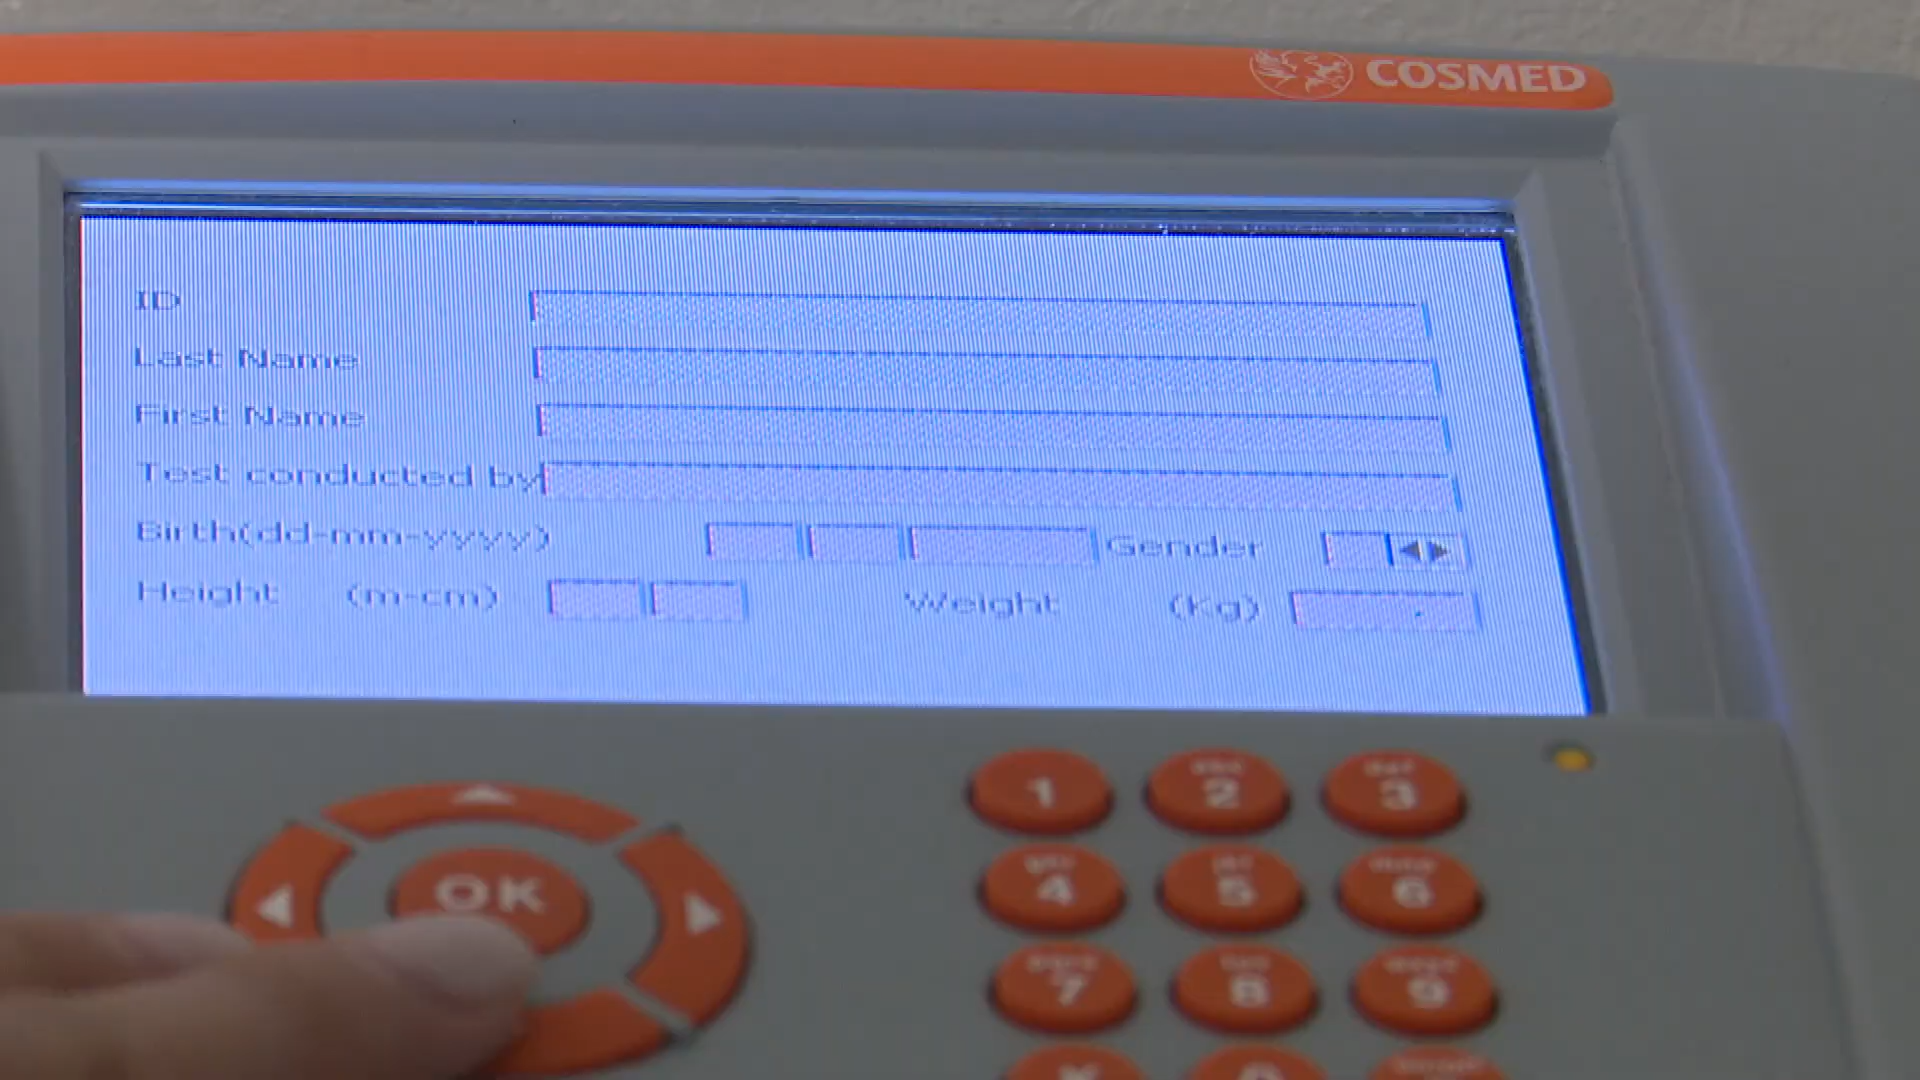 COSMED
ID
Last Name
First Name
Test conducted by
Birth(dd-mm-yyyy) Gender
Height (m-cm) Weight (Kg)
OK
1 2 3
4 5 6
7 8 9